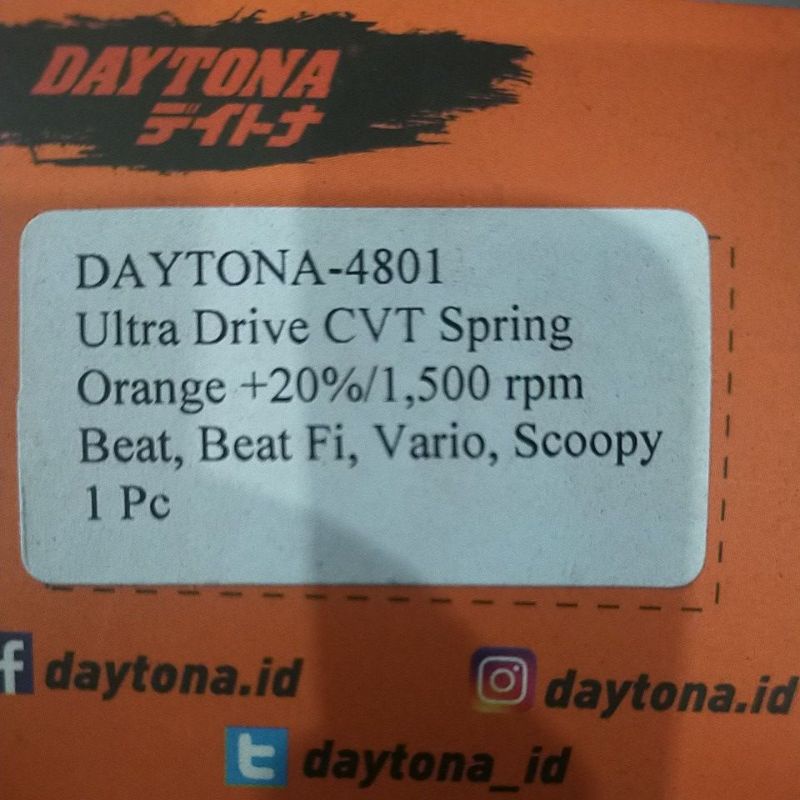 DAYTONA
デイトナ
DAYTONA-4801
Ultra Drive CVT Spring
Orange +20%/1,500 rpm
Beat, Beat Fi, Vario, Scoopy
1 Pc
f daytona.id
daytona.id
t daytona_id